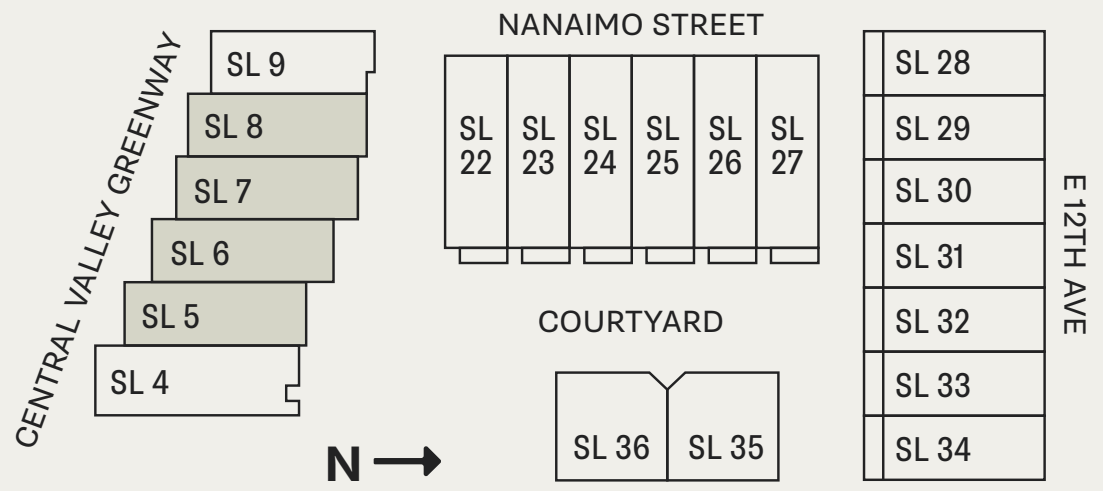 NANAIMO STREET
CENTRAL VALLEY GREENWAY
SL 9
SL 8
SL 7
SL 6
SL 5
SL 4
SL
22
SL
23
SL
24
SL
25
SL
26
SL
27
SL 28
SL 29
SL 30
SL 31
SL 32
SL 33
SL 34
E 12TH AVE
COURTYARD
SL 36
SL 35
N